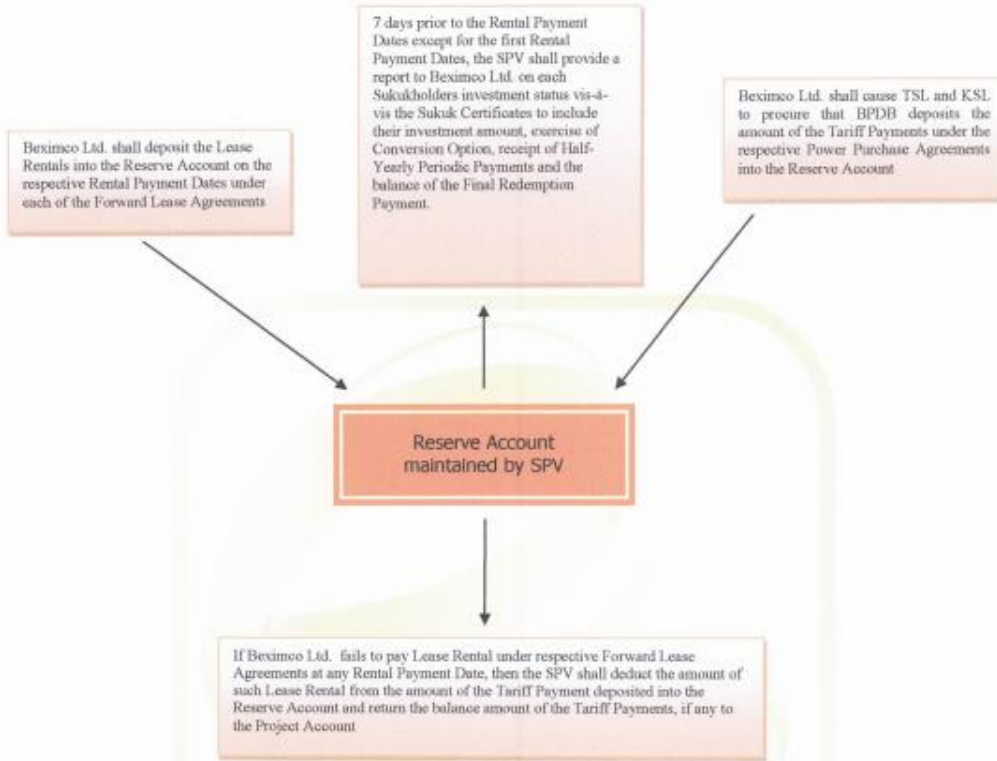 7 days prior to the Rental Payment
Dates except for the first Rental
Payment Dates, the SPV shall provide a
report to Beximco Ltd. on each
Sukukholders investment status vis-à-
vis the Sukuk Certificates to include
their investment amount, exercise of
Conversion Option, receipt of Half-
Yearly Periodic Payments and the
balance of the Final Redemption
Payment.
Beximco Ltd. shall deposit the Lease
Rentals into the Reserve Account on the
respective Rental Payment Dates under
each of the Forward Lease Agreements
Beximco Ltd. shall cause TSL and KSL
to procure that BPDB deposits the
amount of the Tariff Payments under the
respective Power Purchase Agreements
into the Reserve Account
Reserve Account
maintained by SPV
If Beximco Ltd. fails to pay Lease Rental under respective Forward Lease
Agreements at any Rental Payment Date, then the SPV shall deduct the amount of
such Lease Rental from the amount of the Tariff Payment deposited into the
Reserve Account and return the balance amount of the Tariff Payments, if any to
the Project Account